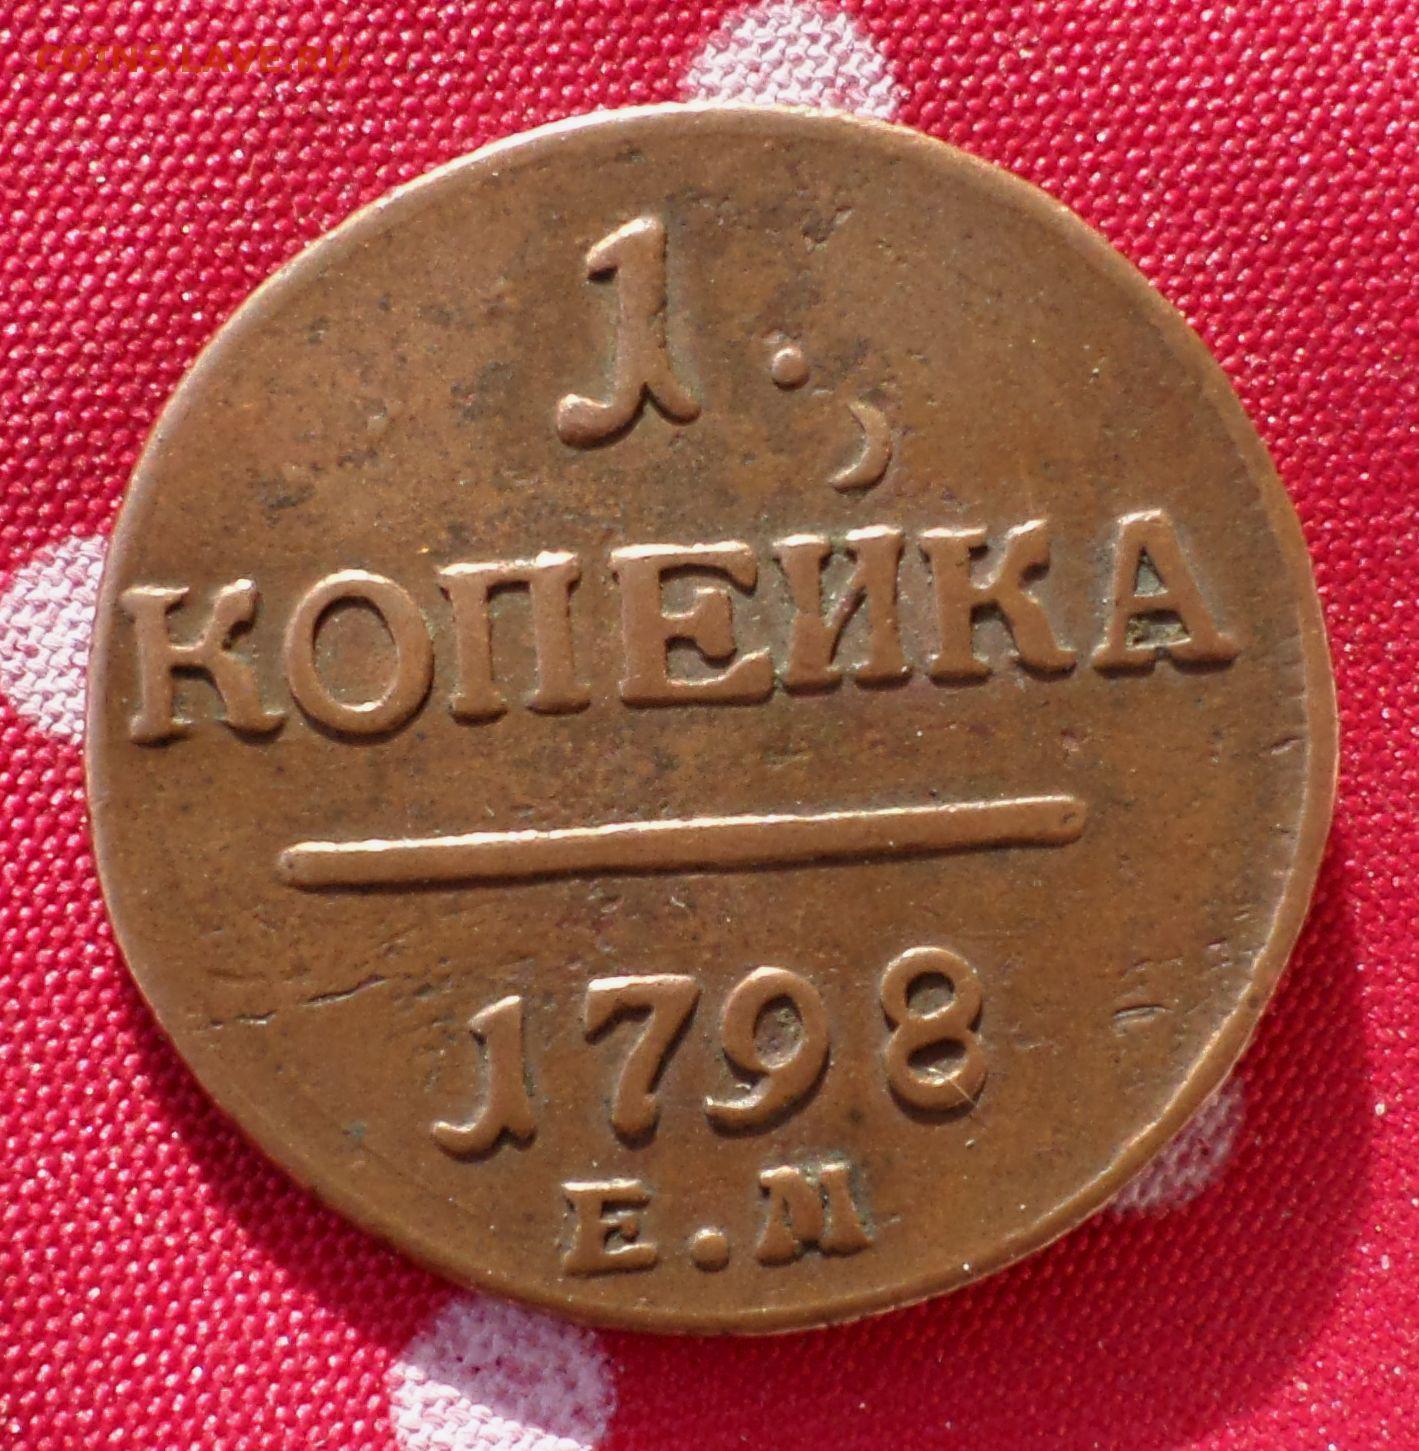 COINS.LAVE.RU
1.
КОПЕЙКА
1798
Е.М